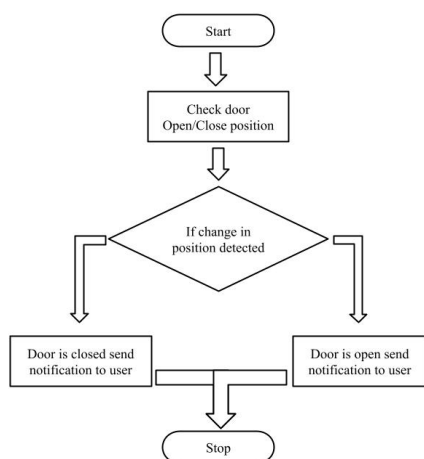 Start
Check door
Open/Close position
If change in
position detected
Door is closed send
notification to user
Door is open send
notification to user
Stop